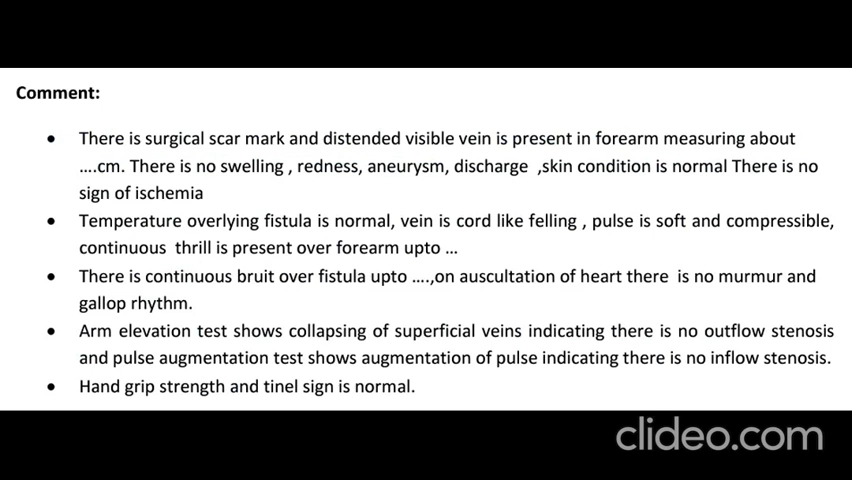 Comment:
• There is surgical scar mark and distended visible vein is present in forearm measuring about
….cm. There is no swelling , redness, aneurysm, discharge ,skin condition is normal There is no
sign of ischemia
• Temperature overlying fistula is normal, vein is cord like felling , pulse is soft and compressible,
continuous thrill is present over forearm upto …
• There is continuous bruit over fistula upto ….,on auscultation of heart there is no murmur and
gallop rhythm.
• Arm elevation test shows collapsing of superficial veins indicating there is no outflow stenosis
and pulse augmentation test shows augmentation of pulse indicating there is no inflow stenosis.
• Hand grip strength and tinel sign is normal.
clideo.com